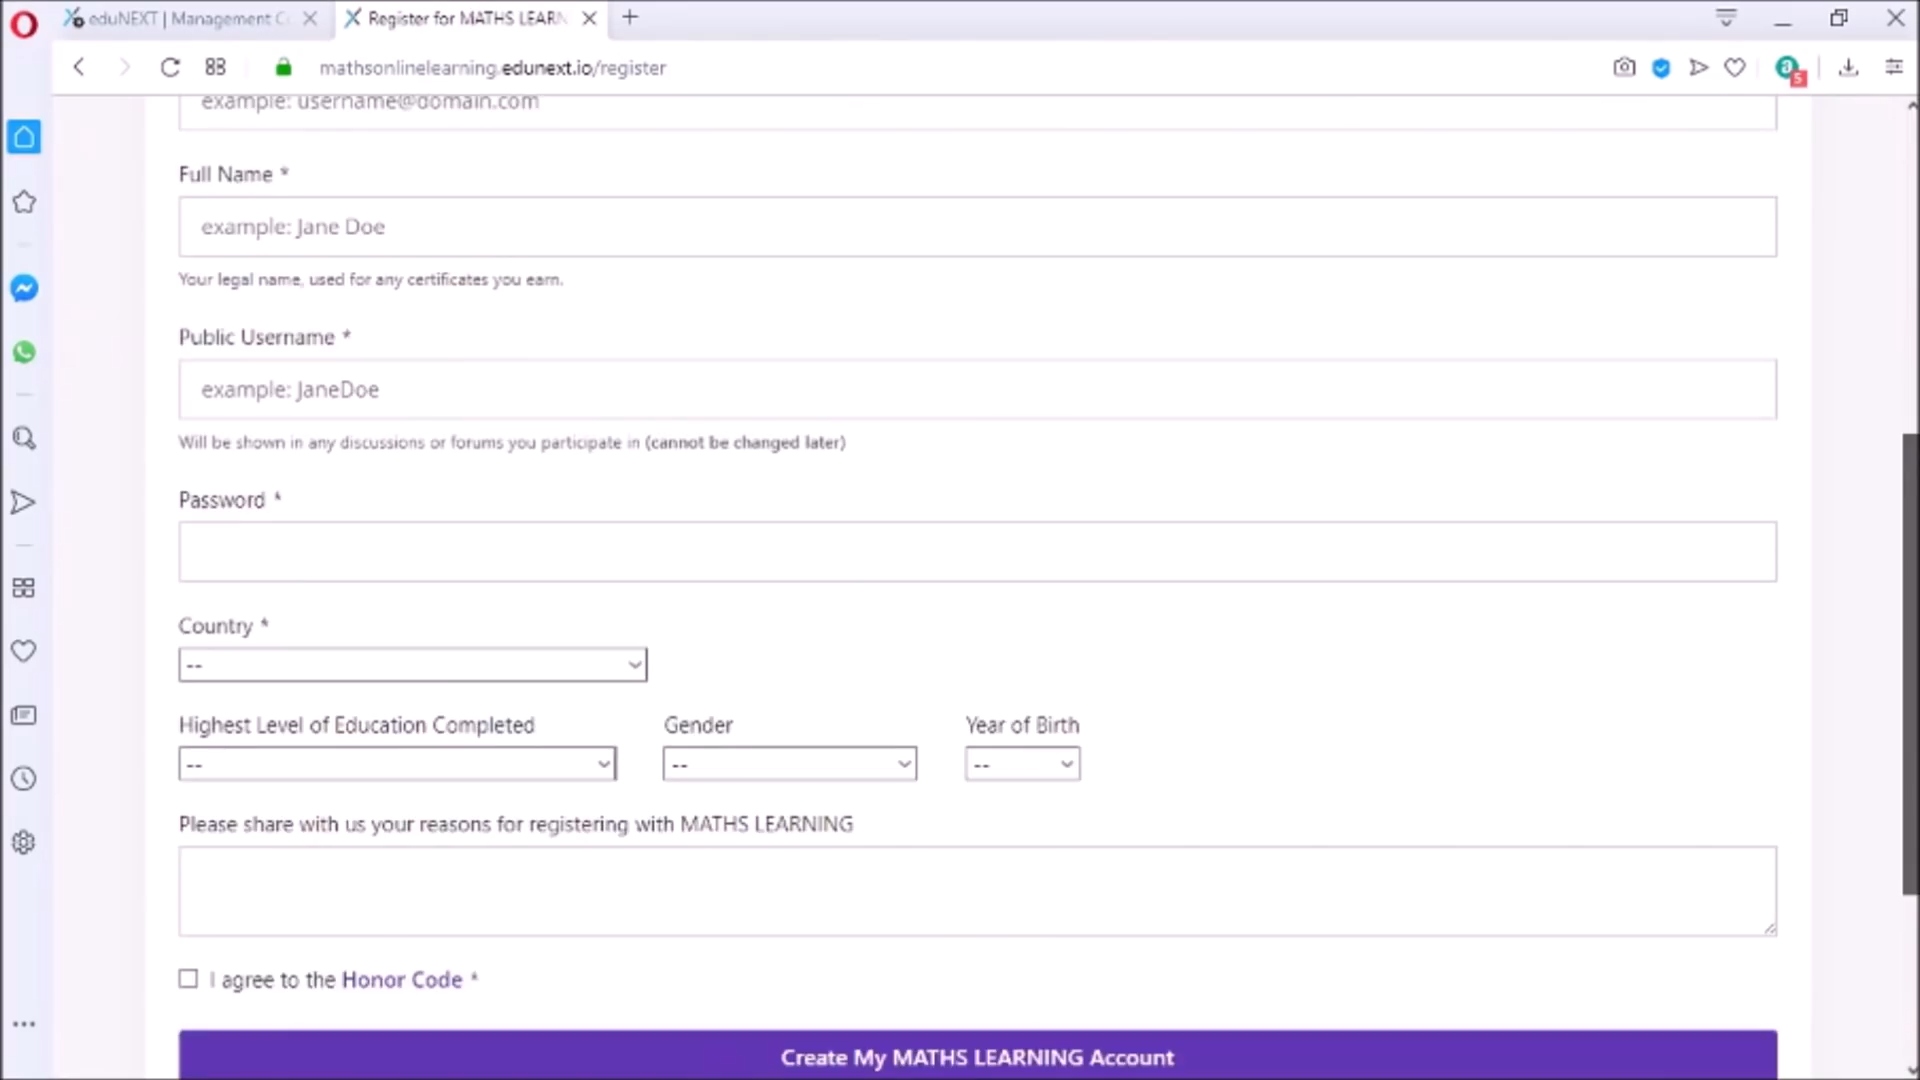 eduNEXT | Management C
Register for MATHS LEARN
mathsonlinelearning.edunext.io/register
5
example: username@domain.com
Full Name *
example: Jane Doe
Your legal name, used for any certificates you earn.
Public Username *
example: JaneDoe
Will be shown in any discussions or forums you participate in (cannot be changed later)
Password *
Country *
--
Highest Level of Education Completed Gender Year of Birth
-- -- --
Please share with us your reasons for registering with MATHS LEARNING
I agree to the Honor Code *
Create My MATHS LEARNING Account